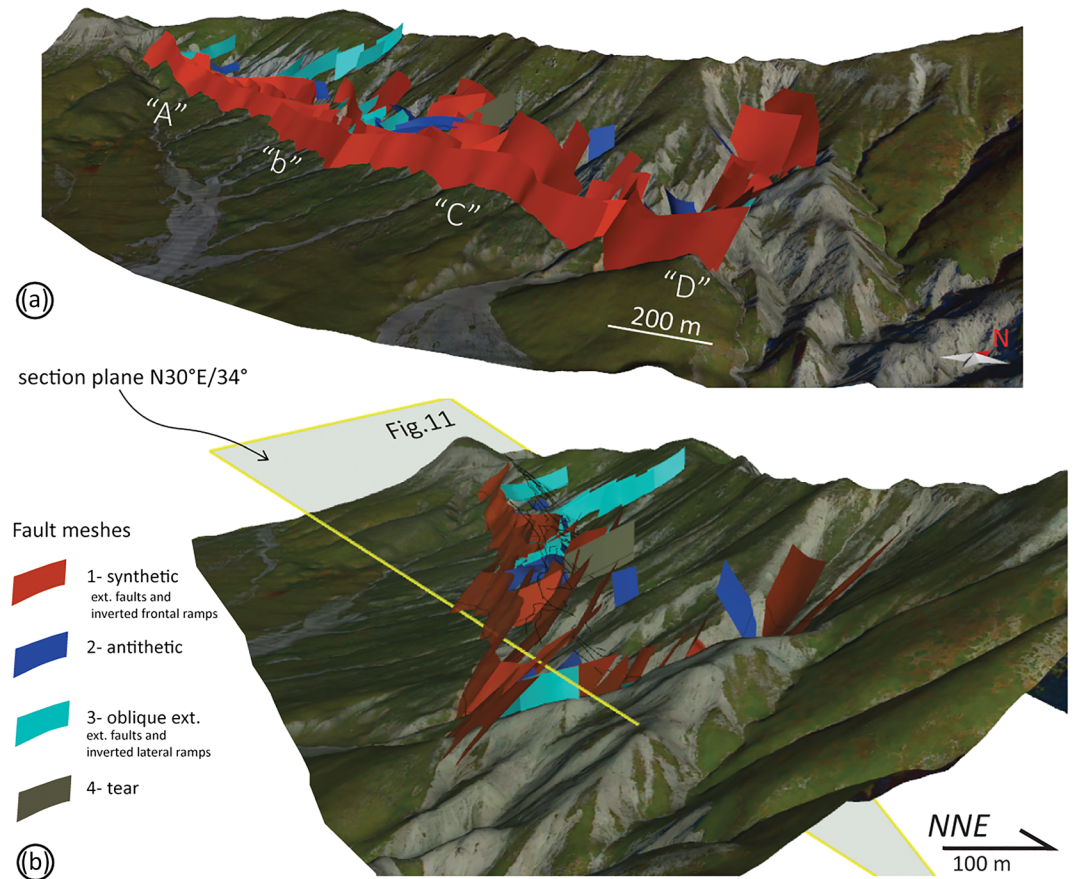 “A”
“b”
“C”
“D”
200 m
N
(a)
section plane N30°E/34°
Fig.11
Fault meshes
1- synthetic
ext. faults and
inverted frontal ramps
2- antithetic
3- oblique ext.
ext. faults and
inverted lateral ramps
4- tear
NNE
100 m
(b)